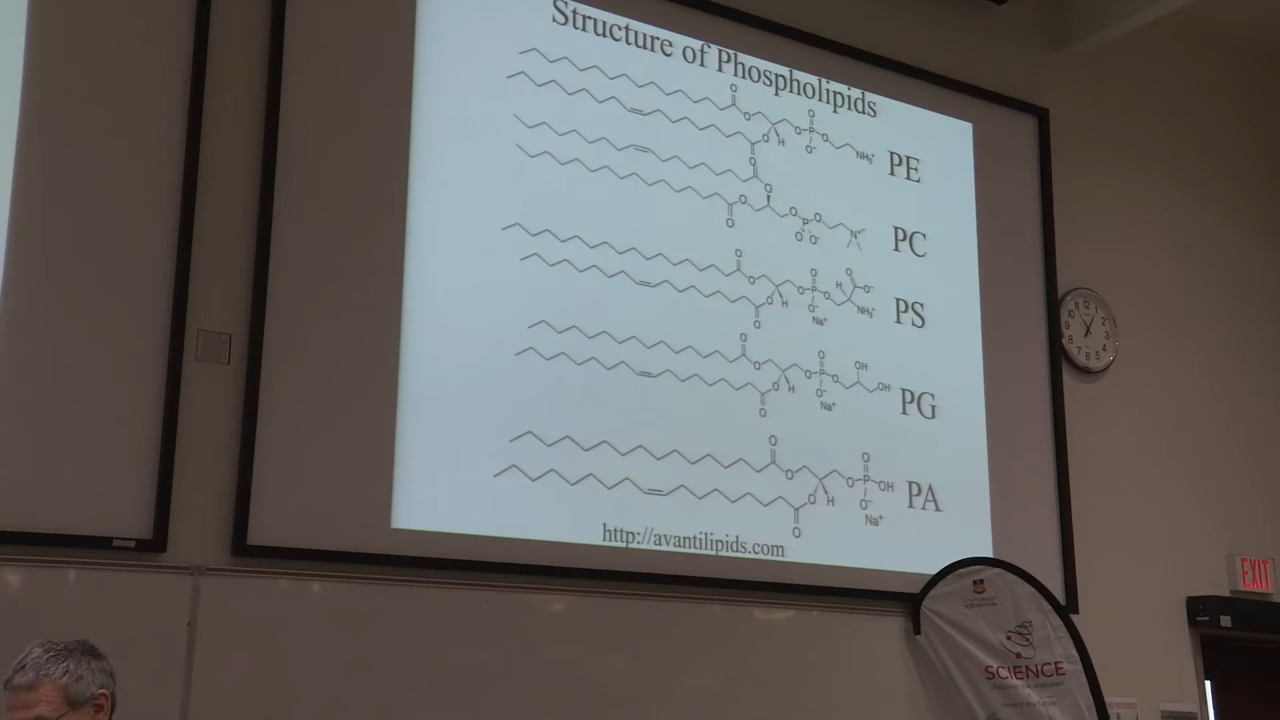 Structure of Phospholipids
PE
PC
PS
PG
PA
http://avantilipids.com
EXIT
SCIENCE